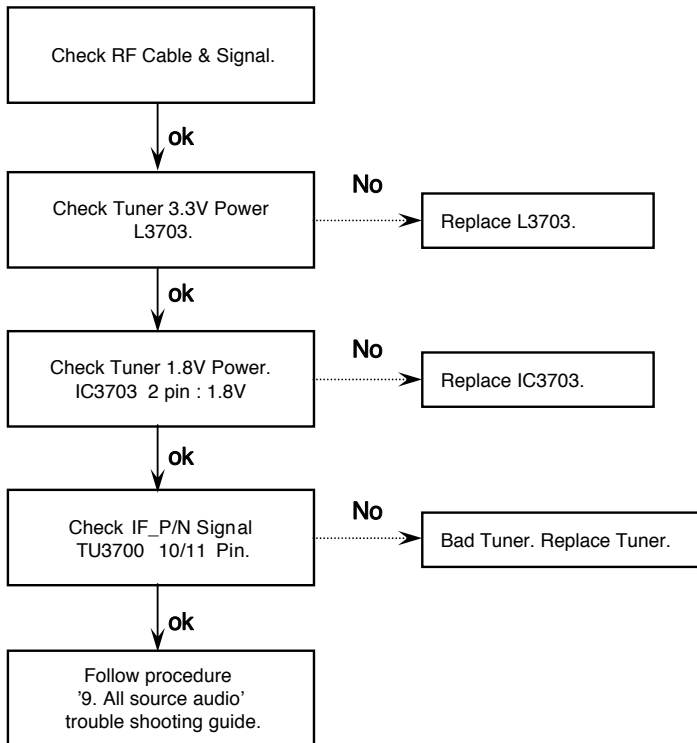 Check RF Cable & Signal.
ok
Check Tuner 3.3V Power
L3703.
No
Replace L3703.
ok
Check Tuner 1.8V Power.
IC3703 2 pin : 1.8V
No
Replace IC3703.
ok
Check IF_P/N Signal
TU3700 10/11 Pin.
No
Bad Tuner. Replace Tuner.
ok
Follow procedure
'9. All source audio'
trouble shooting guide.